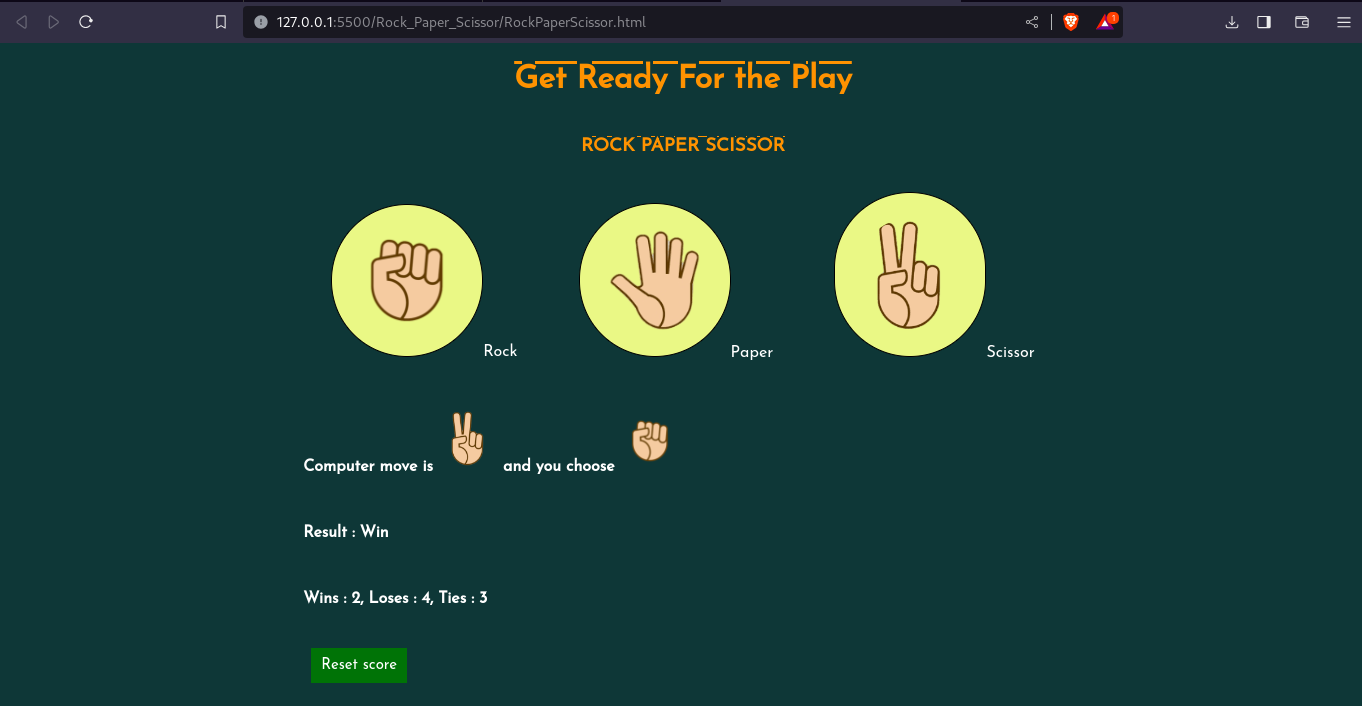 127.0.0.1:5500/Rock_Paper_Scissor/RockPaperScissor.html
1
Get Ready For the Play
ROCK PAPER SCISSOR
Rock
Paper
Scissor
Computer move is and you choose
Result : Win
Wins : 2, Loses : 4, Ties : 3
Reset score